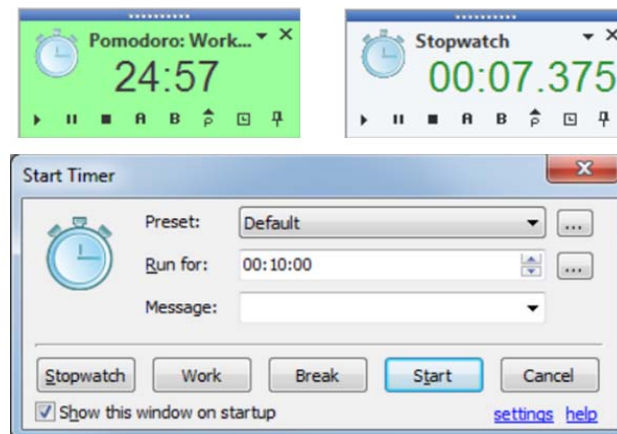 Pomodoro: Work...
24:57
A B
Stopwatch
00:07.375
A B
Start Timer
Preset: Default ...
Run for: 00:10:00 ...
Message:
Stopwatch Work Break Start Cancel
Show this window on startup settings help